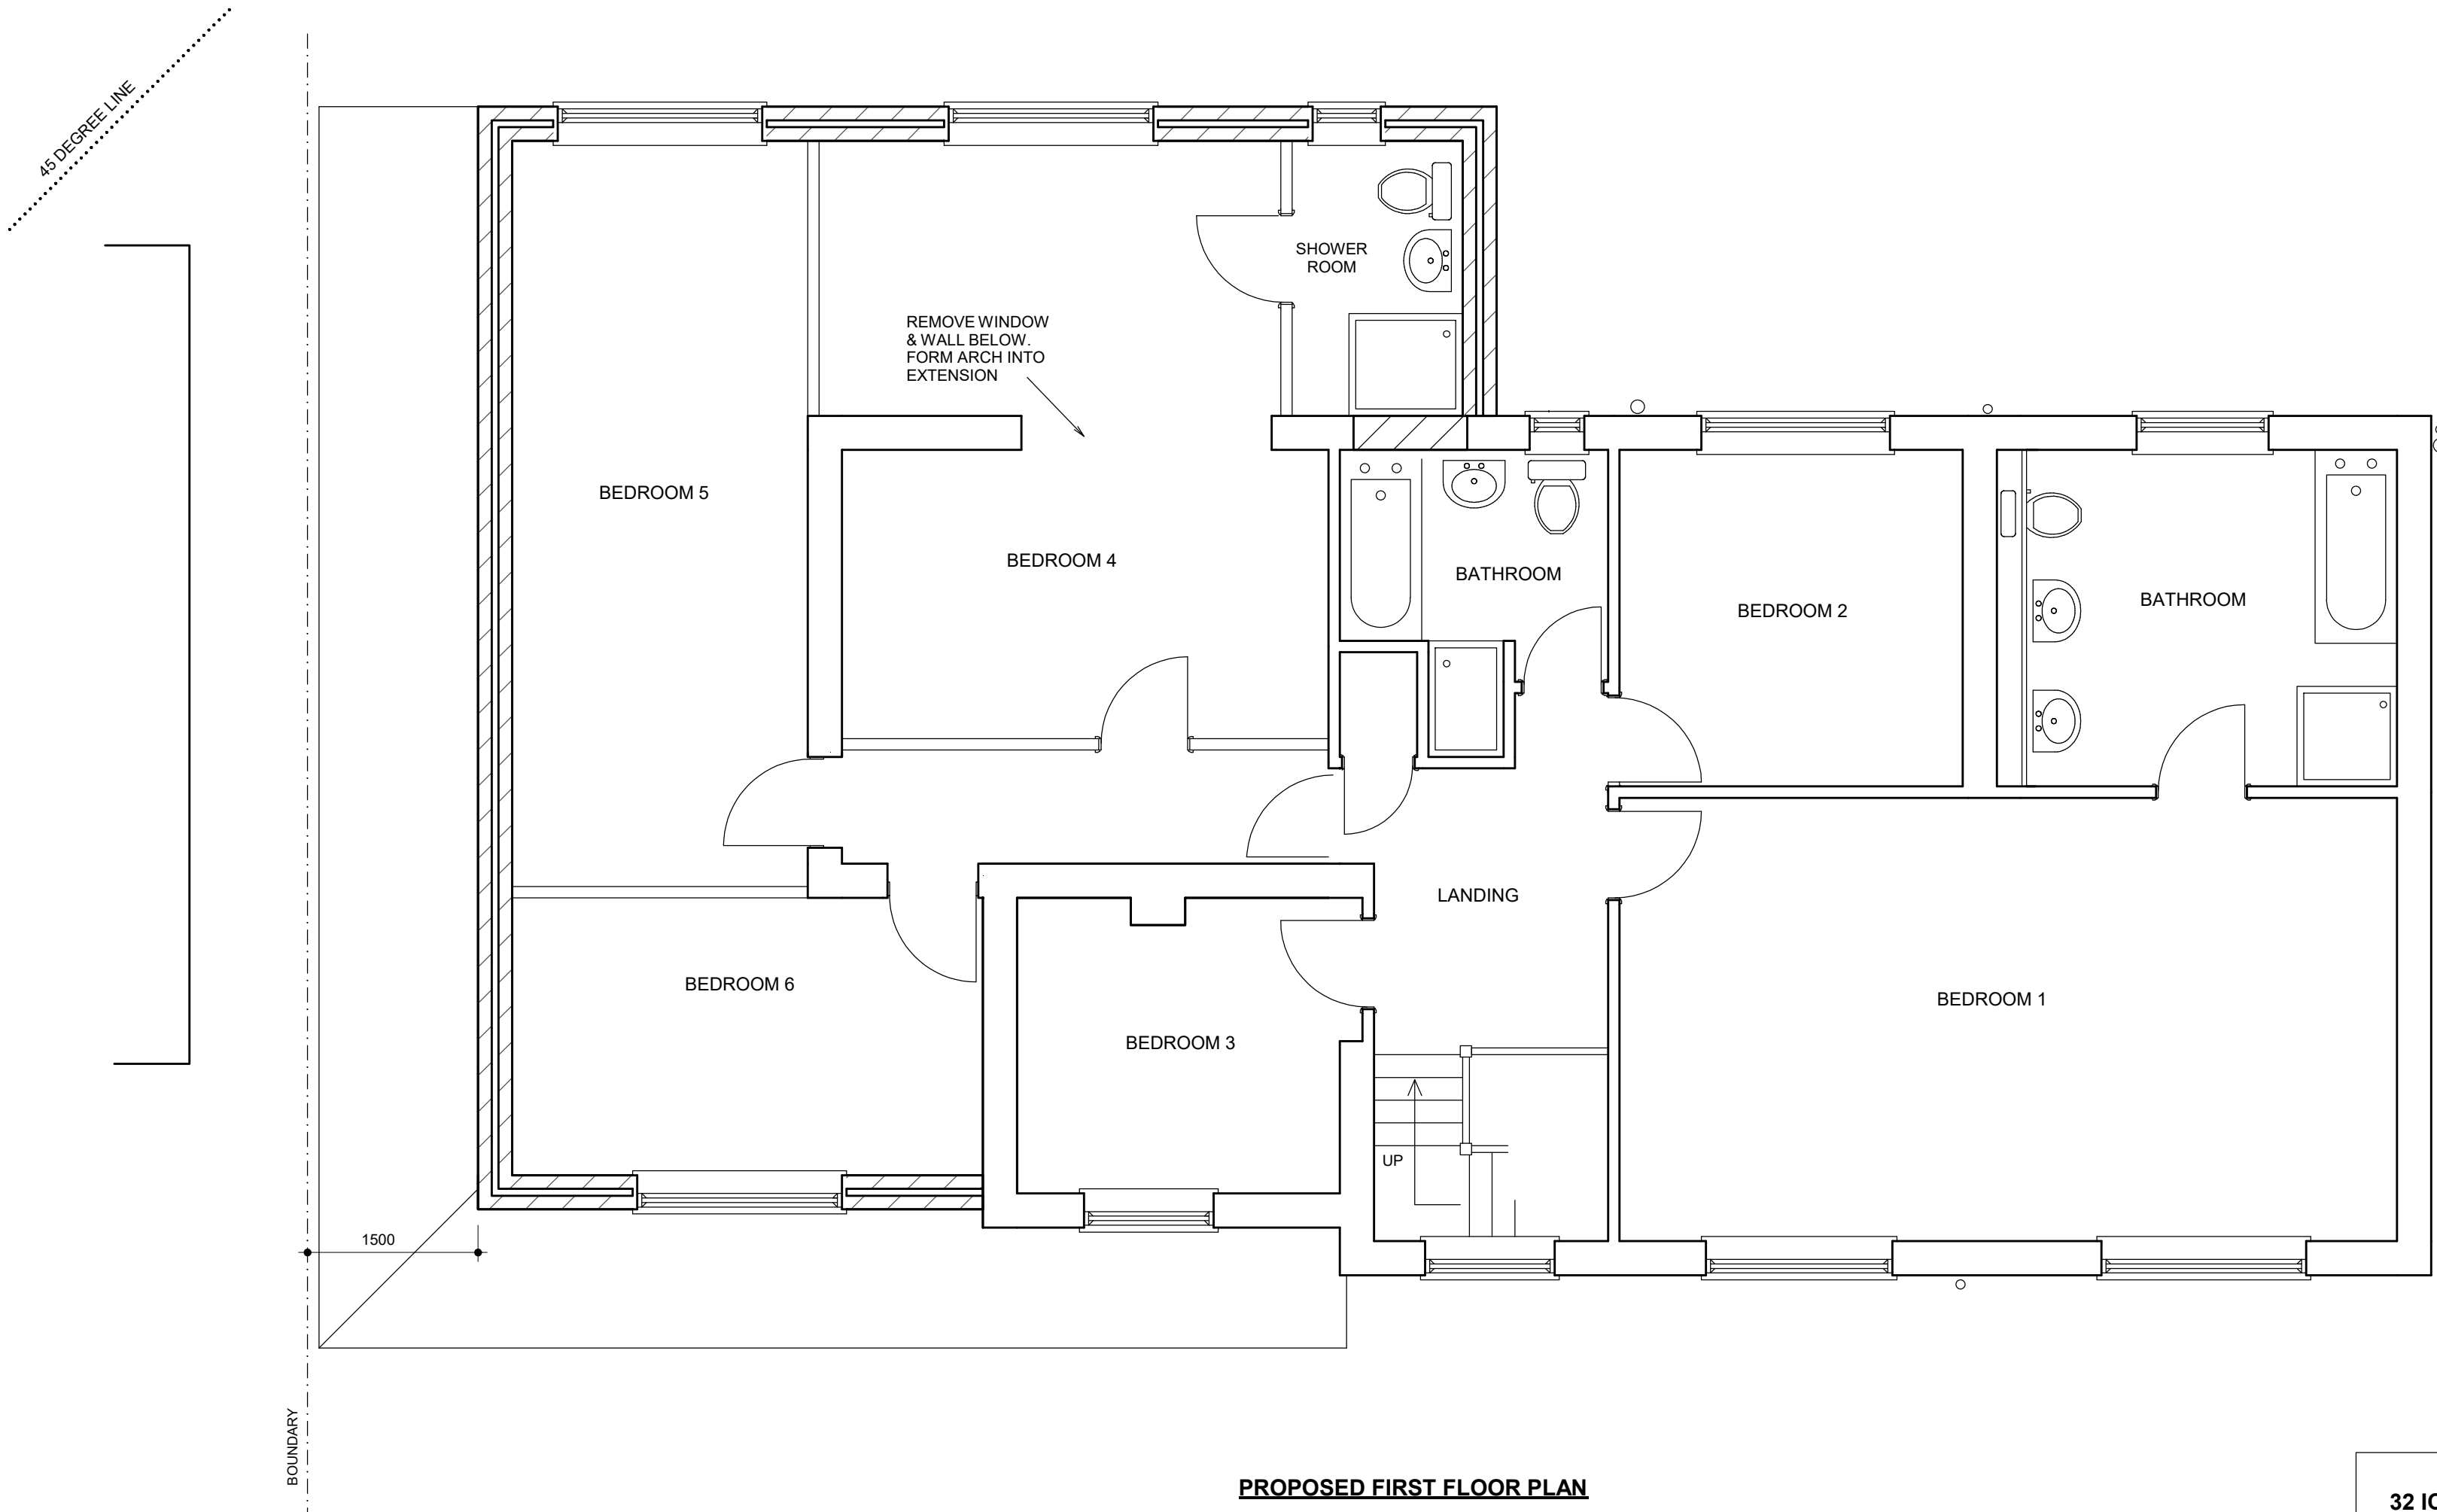 45 DEGREE LINE
SHOWER
ROOM
REMOVE WINDOW
& WALL BELOW.
FORM ARCH INTO
EXTENSION
BEDROOM 5
BEDROOM 4
BATHROOM
BEDROOM 2
BATHROOM
LANDING
BEDROOM 6
BEDROOM 3
BEDROOM 1
UP
1500
BOUNDARY
PROPOSED FIRST FLOOR PLAN
32